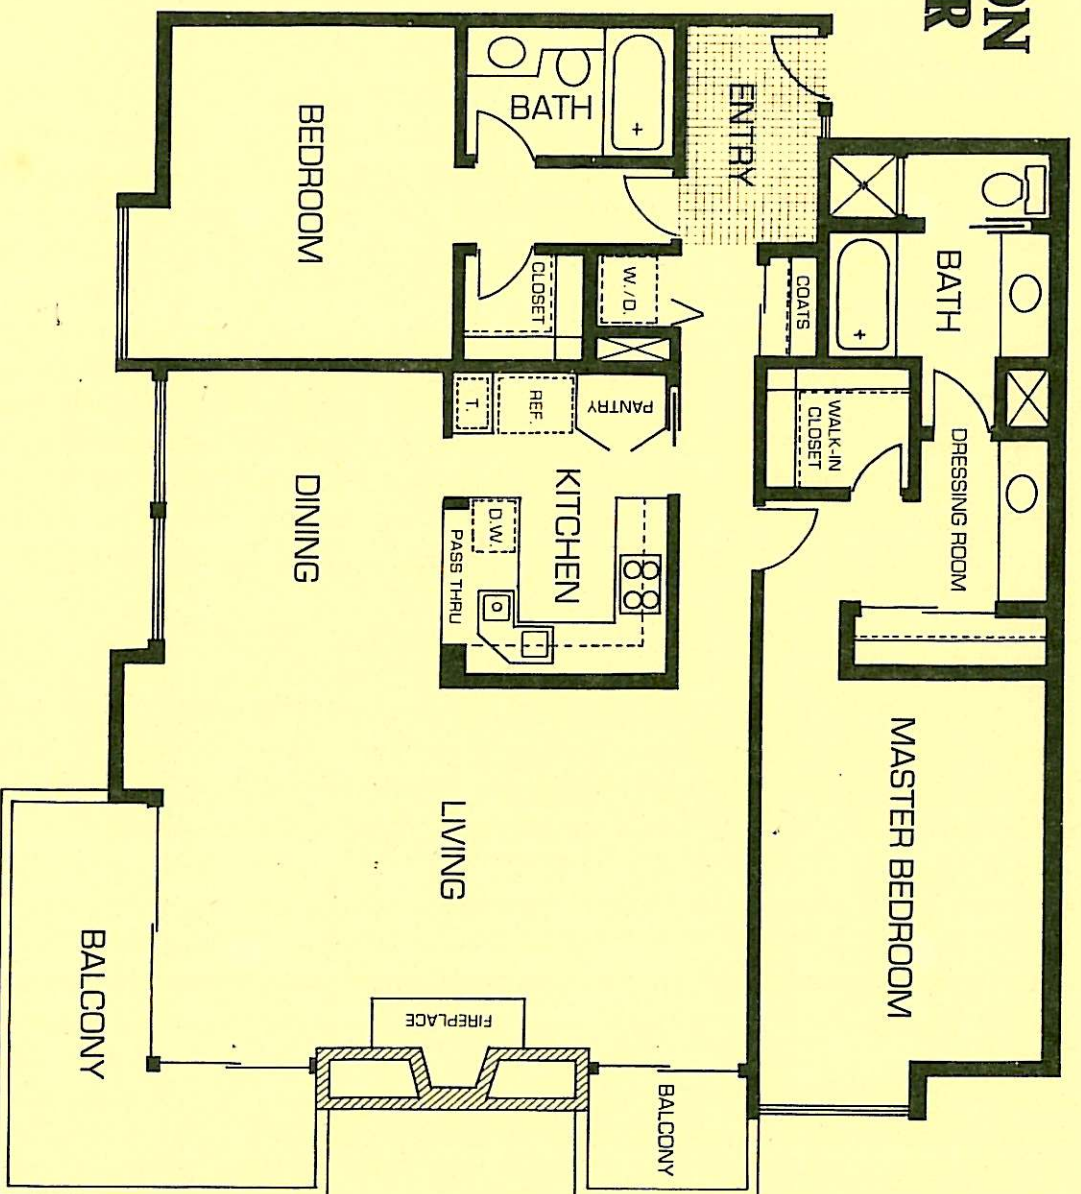 ON
R
BEDROOM
BATH
ENTRY
BATH
CLOSET
W./D.
COATS
WALK-IN
CLOSET
DRESSING ROOM
T.
REF.
PANTRY
KITCHEN
D.W.
PASS THRU
DINING
LIVING
MASTER BEDROOM
FIREPLACE
BALCONY
BALCONY